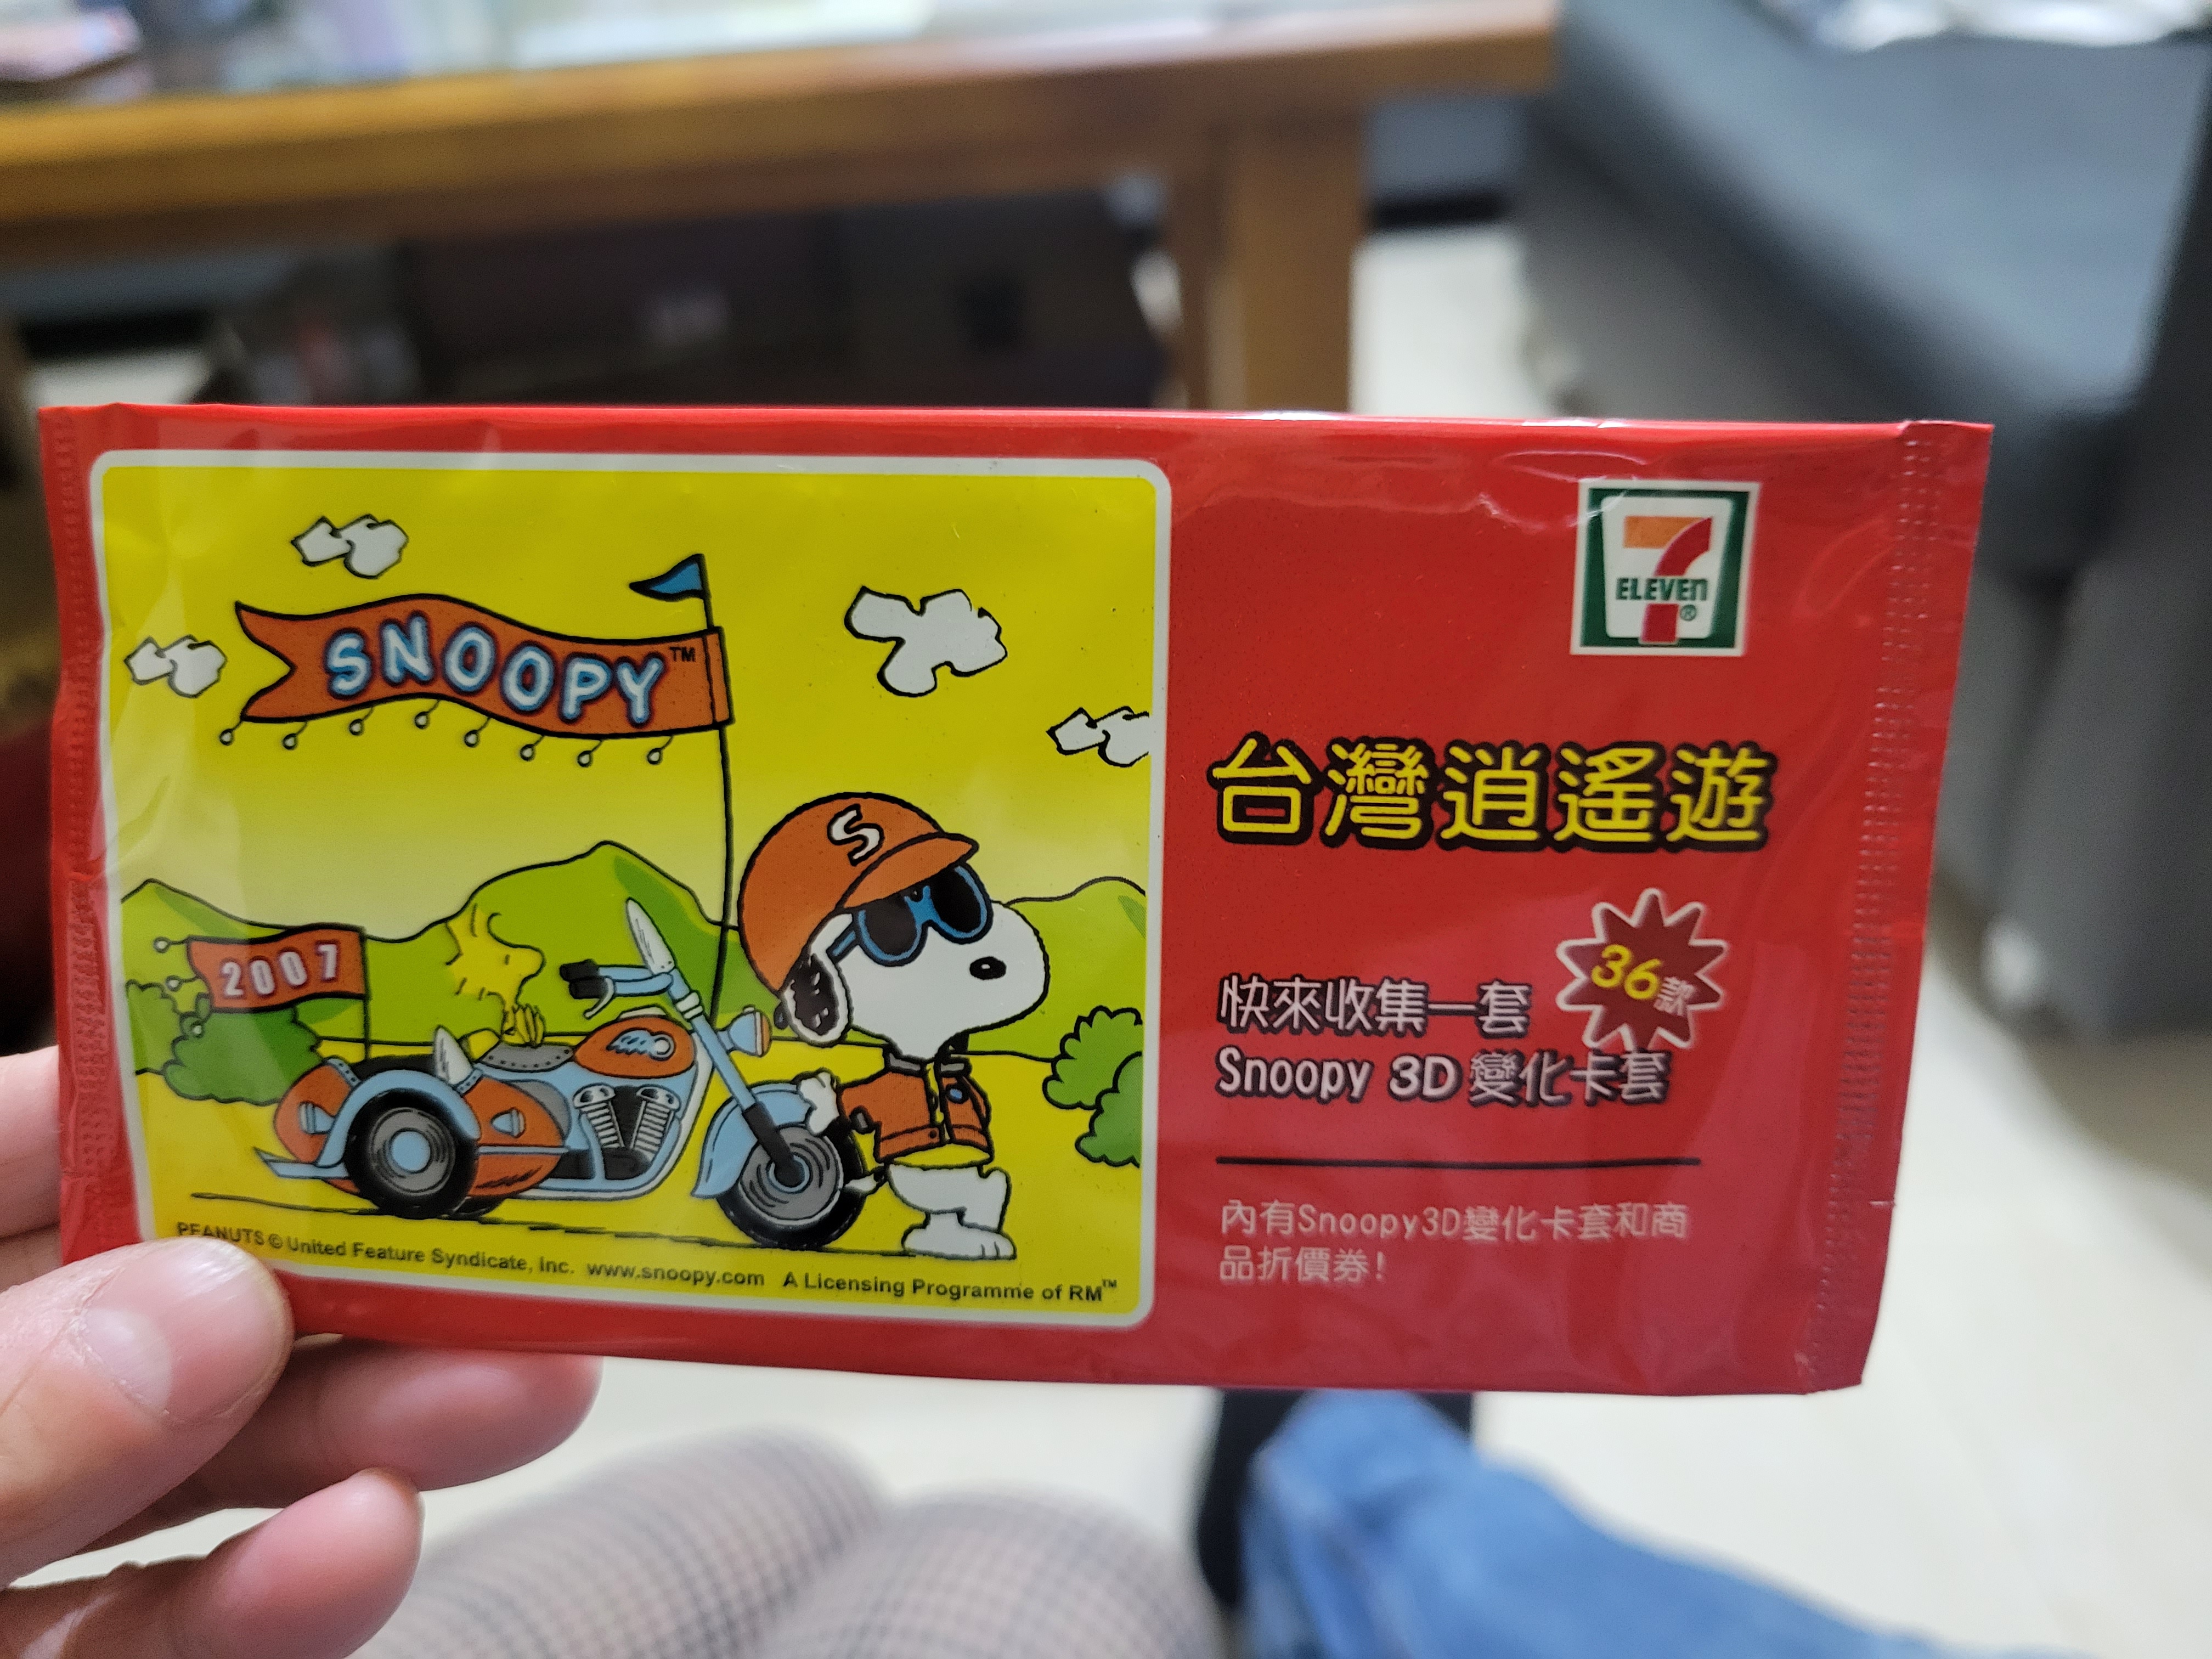 SNOOPY™
S
2007
PEANUTS © United Feature Syndicate, Inc. www.snoopy.com A Licensing Programme of RM™
7
ELEVEn
®
台灣逍遙遊
36款
快來收集一套
Snoopy 3D 變化卡套
內有Snoopy3D變化卡套和商
品折價券!